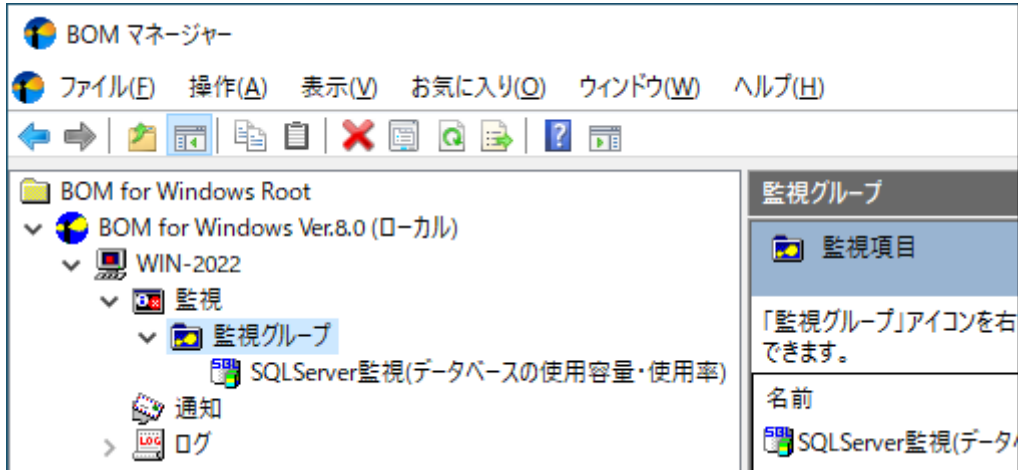 BOM マネージャー
ファイル(F) 操作(A) 表示(V) お気に入り(O) ウィンドウ(W) ヘルプ(H)
BOM for Windows Root
BOM for Windows Ver.8.0 (ローカル)
WIN-2022
監視
監視グループ
SQLServer監視(データベースの使用容量・使用率)
通知
LOG
ログ
監視グループ
監視項目
「監視グループ」アイコンを右
できます。
名前
SQLServer監視(データ